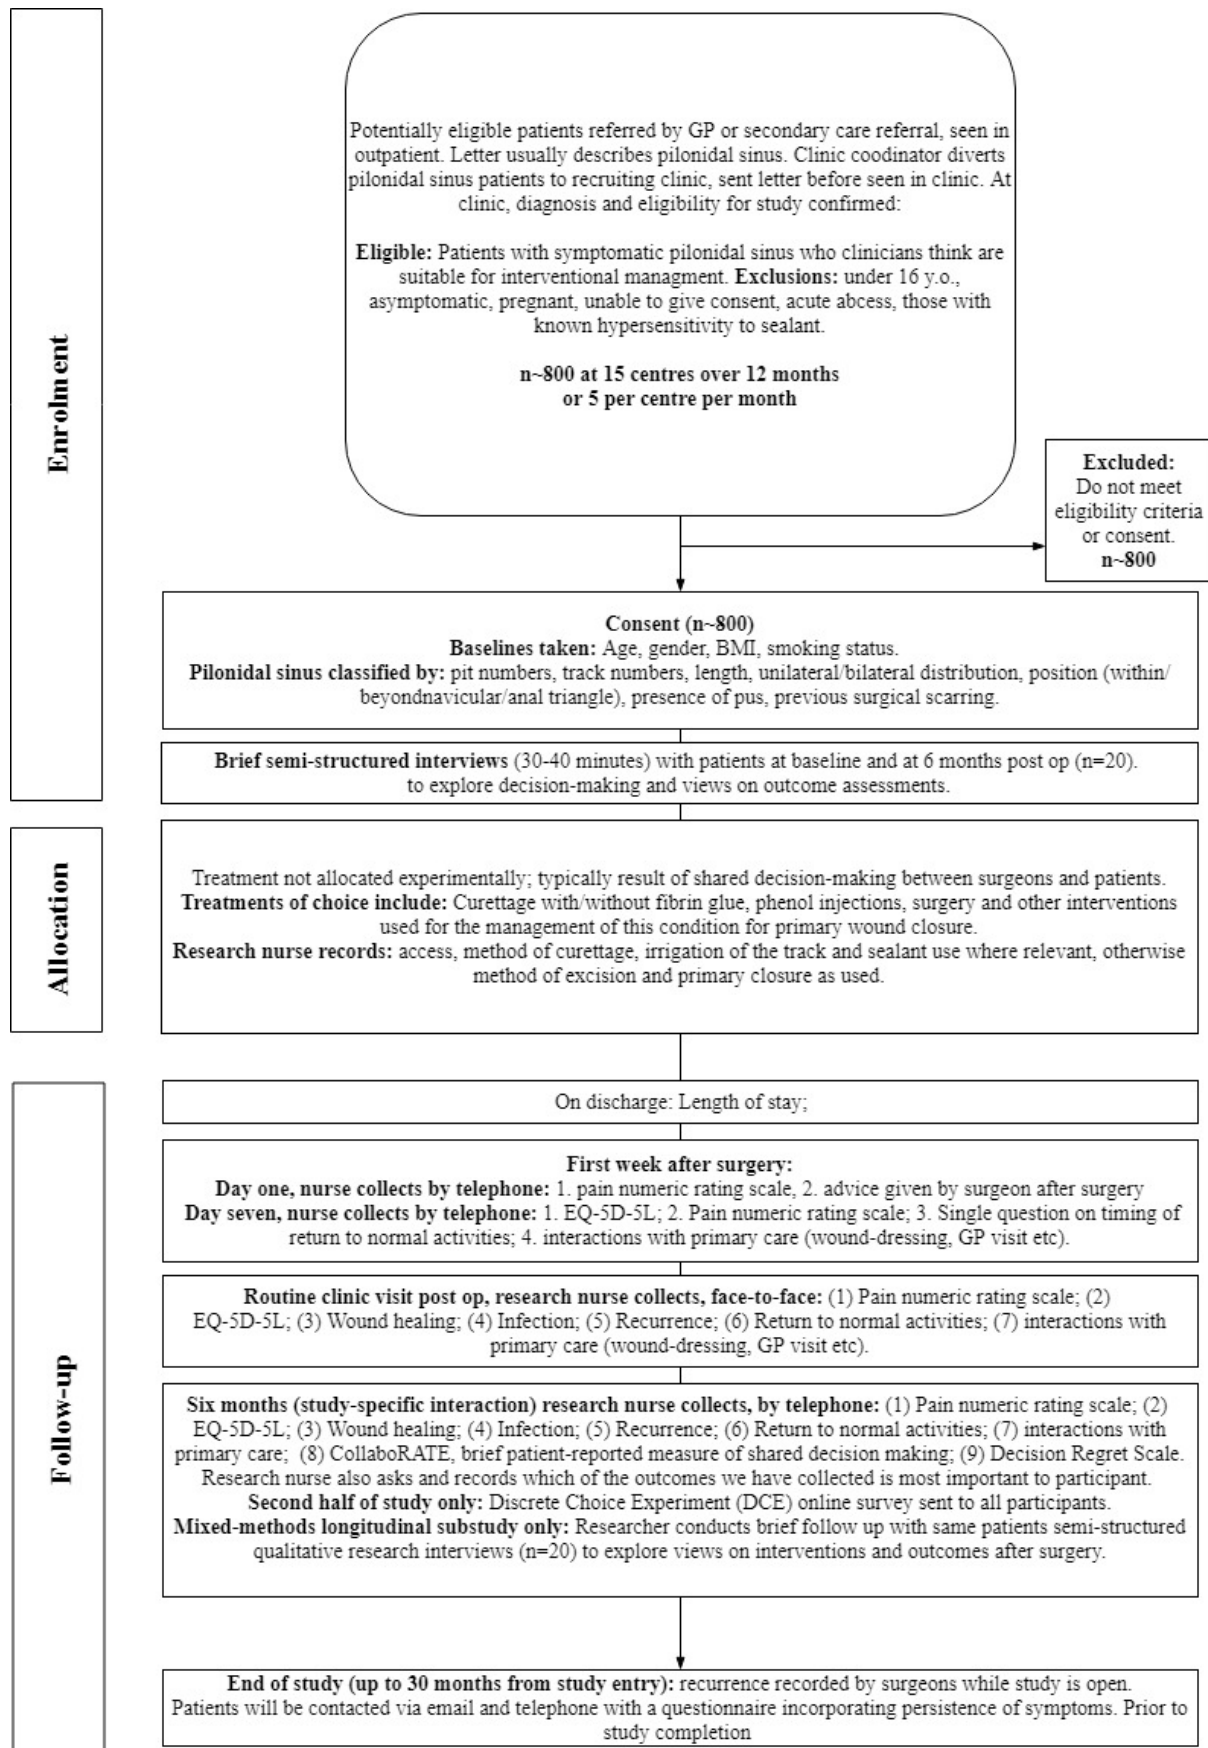 Enrolment
Potentially eligible patients referred by GP or secondary care referral, seen in
outpatient. Letter usually describes pilonidal sinus. Clinic coodinator diverts
pilonidal sinus patients to recruiting clinic, sent letter before seen in clinic. At
clinic, diagnosis and eligibility for study confirmed:
Eligible: Patients with symptomatic pilonidal sinus who clinicians think are
suitable for interventional managment. Exclusions: under 16 y.o.,
asymptomatic, pregnant, unable to give consent, acute abcess, those with
known hypersensitivity to sealant.
n~800 at 15 centres over 12 months
or 5 per centre per month
Excluded:
Do not meet
eligibility criteria
or consent.
n~800
Consent (n~800)
Baselines taken: Age, gender, BMI, smoking status.
Pilonidal sinus classified by: pit numbers, track numbers, length, unilateral/bilateral distribution, position (within/
beyondnavicular/anal triangle), presence of pus, previous surgical scarring.
Brief semi-structured interviews (30-40 minutes) with patients at baseline and at 6 months post op (n=20).
to explore decision-making and views on outcome assessments.
Allocation
Treatment not allocated experimentally; typically result of shared decision-making between surgeons and patients.
Treatments of choice include: Curettage with/without fibrin glue, phenol injections, surgery and other interventions
used for the management of this condition for primary wound closure.
Research nurse records: access, method of curettage, irrigation of the track and sealant use where relevant, otherwise
method of excision and primary closure as used.
Follow-up
On discharge: Length of stay;
First week after surgery:
Day one, nurse collects by telephone: 1. pain numeric rating scale, 2. advice given by surgeon after surgery
Day seven, nurse collects by telephone: 1. EQ-5D-5L; 2. Pain numeric rating scale; 3. Single question on timing of
return to normal activities; 4. interactions with primary care (wound-dressing, GP visit etc).
Routine clinic visit post op, research nurse collects, face-to-face: (1) Pain numeric rating scale; (2)
EQ-5D-5L; (3) Wound healing; (4) Infection; (5) Recurrence; (6) Return to normal activities; (7) interactions with
primary care (wound-dressing, GP visit etc).
Six months (study-specific interaction) research nurse collects, by telephone: (1) Pain numeric rating scale; (2)
EQ-5D-5L; (3) Wound healing; (4) Infection; (5) Recurrence; (6) Return to normal activities; (7) interactions with
primary care; (8) CollaboRATE, brief patient-reported measure of shared decision making; (9) Decision Regret Scale.
Research nurse also asks and records which of the outcomes we have collected is most important to participant.
Second half of study only: Discrete Choice Experiment (DCE) online survey sent to all participants.
Mixed-methods longitudinal substudy only: Researcher conducts brief follow up with same patients semi-structured
qualitative research interviews (n=20) to explore views on interventions and outcomes after surgery.
End of study (up to 30 months from study entry): recurrence recorded by surgeons while study is open.
Patients will be contacted via email and telephone with a questionnaire incorporating persistence of symptoms. Prior to
study completion